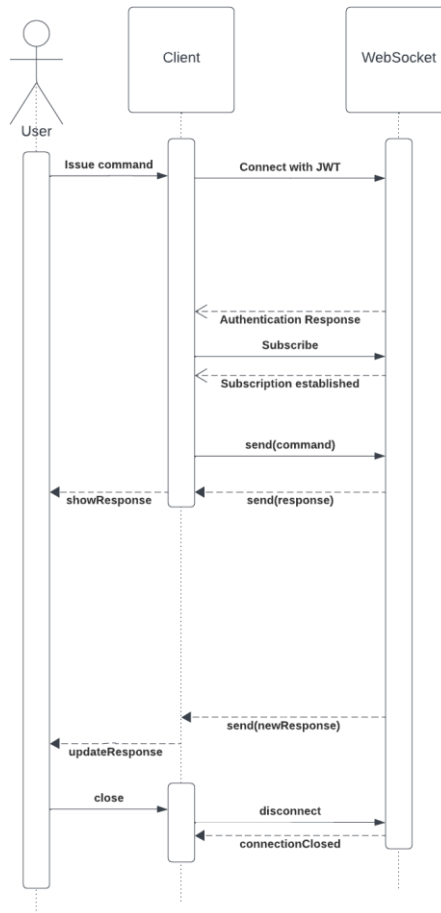 Client
WebSocket
User
Issue command
Connect with JWT
Authentication Response
Subscribe
Subscription established
send(command)
showResponse
send(response)
send(newResponse)
updateResponse
close
disconnect
connectionClosed